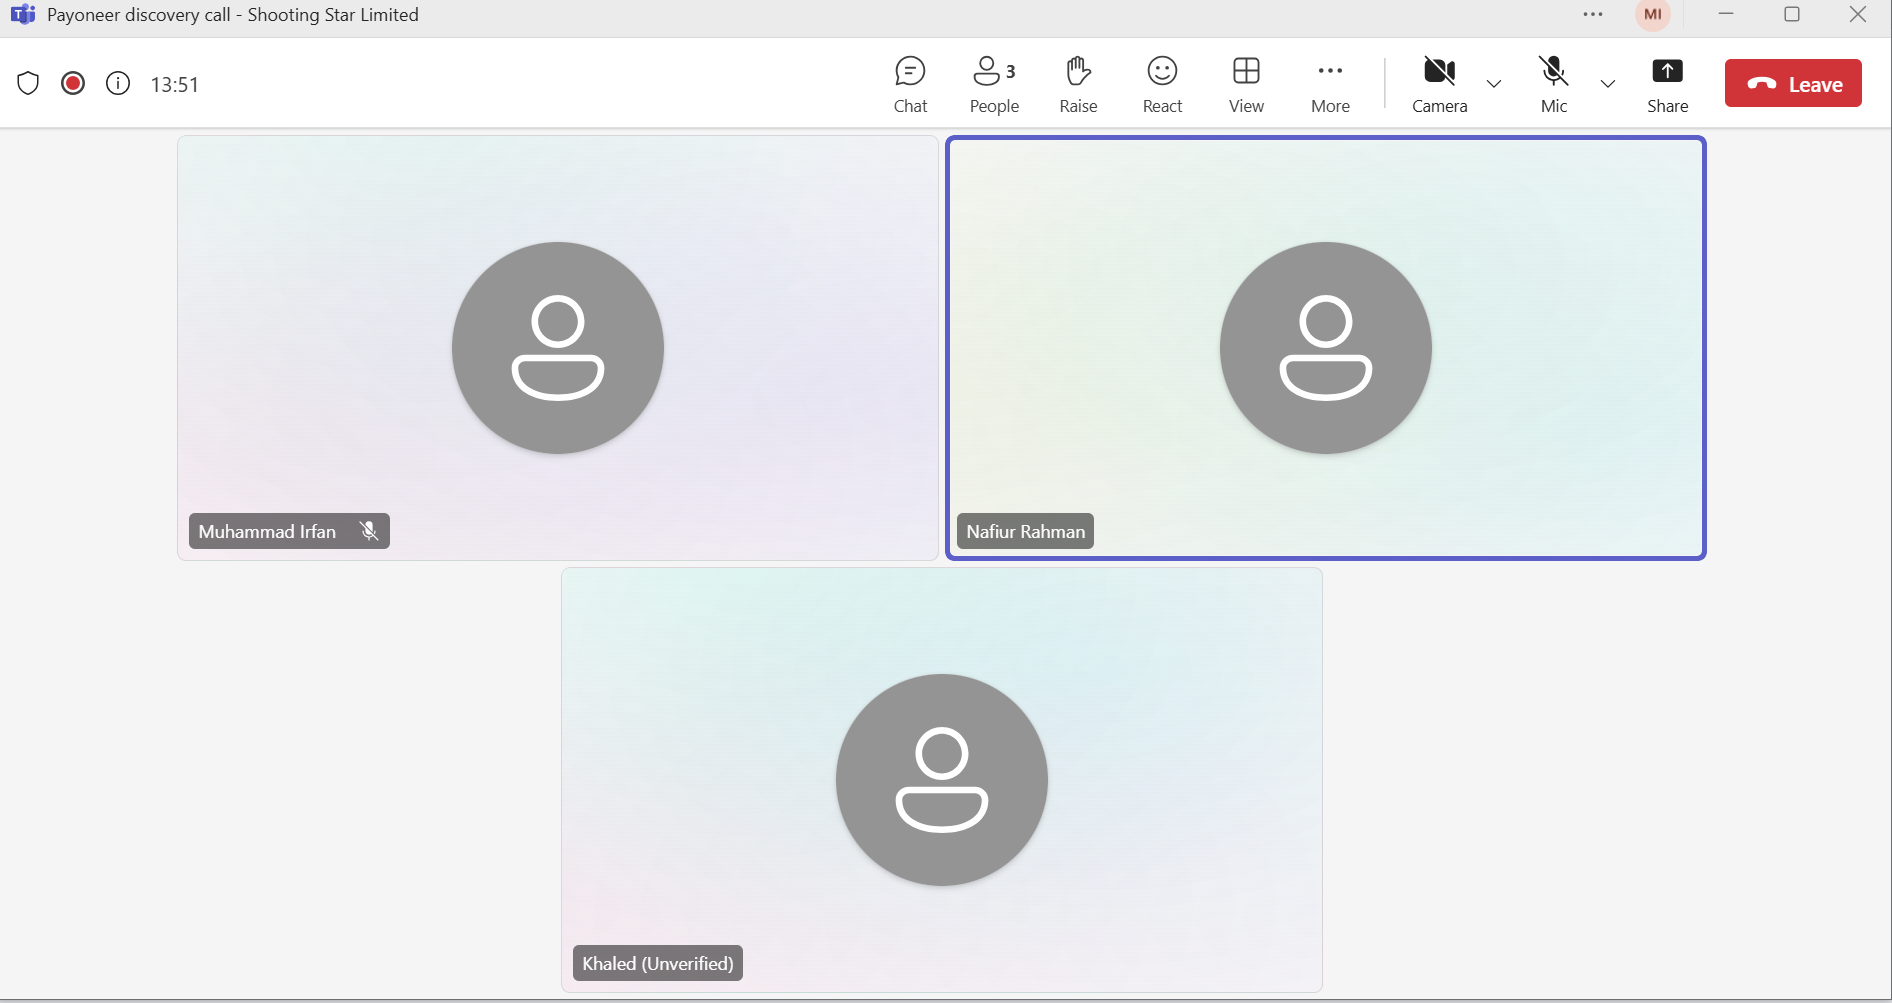 Payoneer discovery call - Shooting Star Limited
MI
13:51
Chat
People 3
Raise
React
View
More
Camera
Mic
Share
Leave
Muhammad Irfan
Nafiur Rahman
Khaled (Unverified)